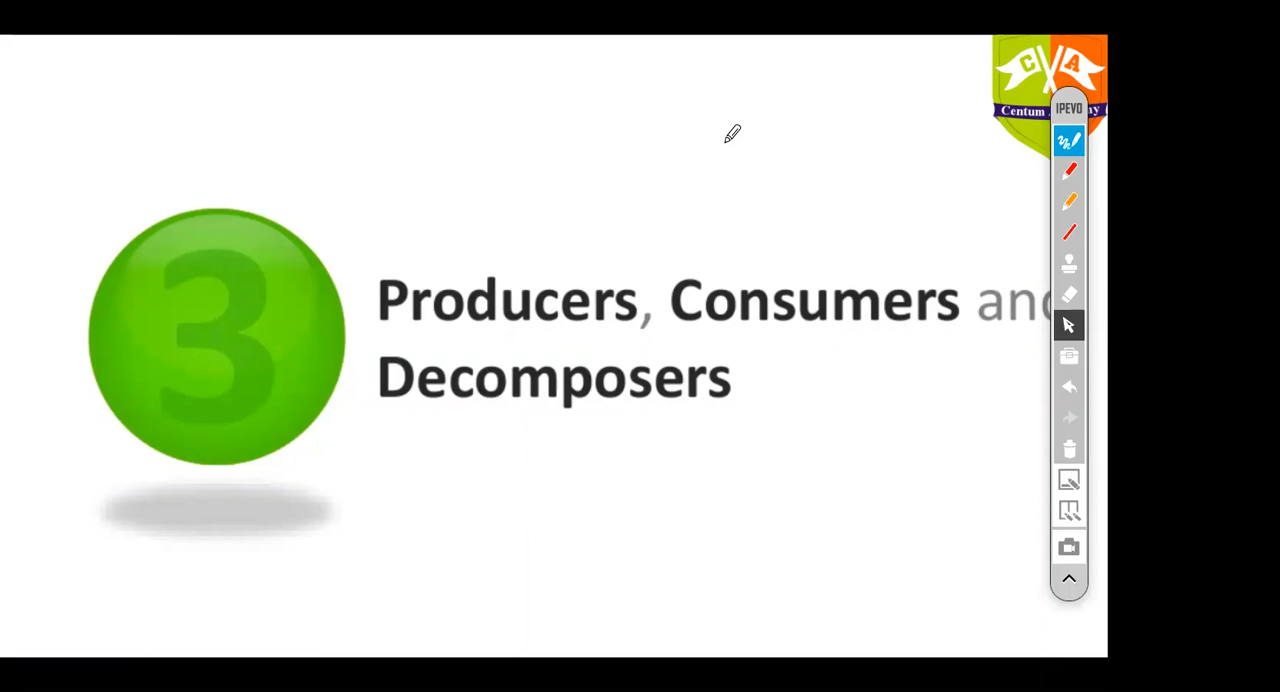 C A
Centum
IPEVO
3
Producers, Consumers and
Decomposers